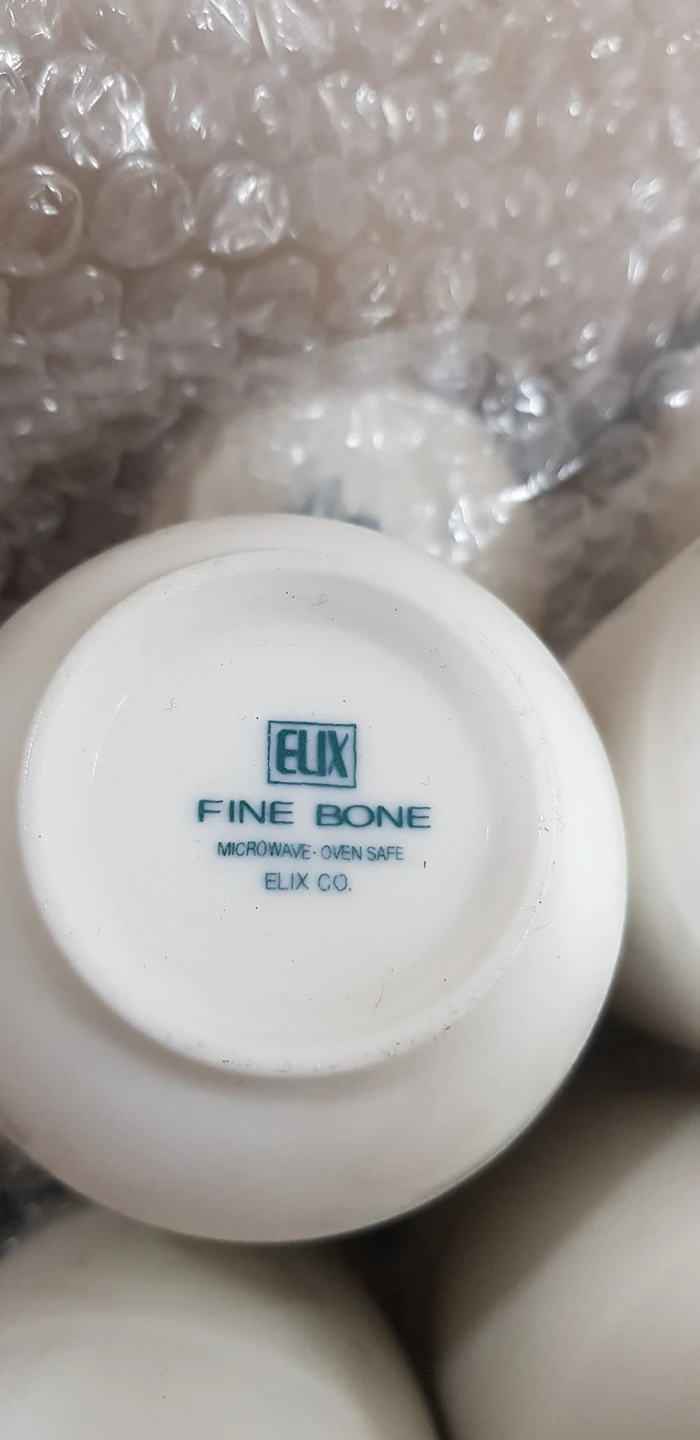 ELIX
FINE BONE
MICROWAVE·OVEN SAFE
ELIX CO.